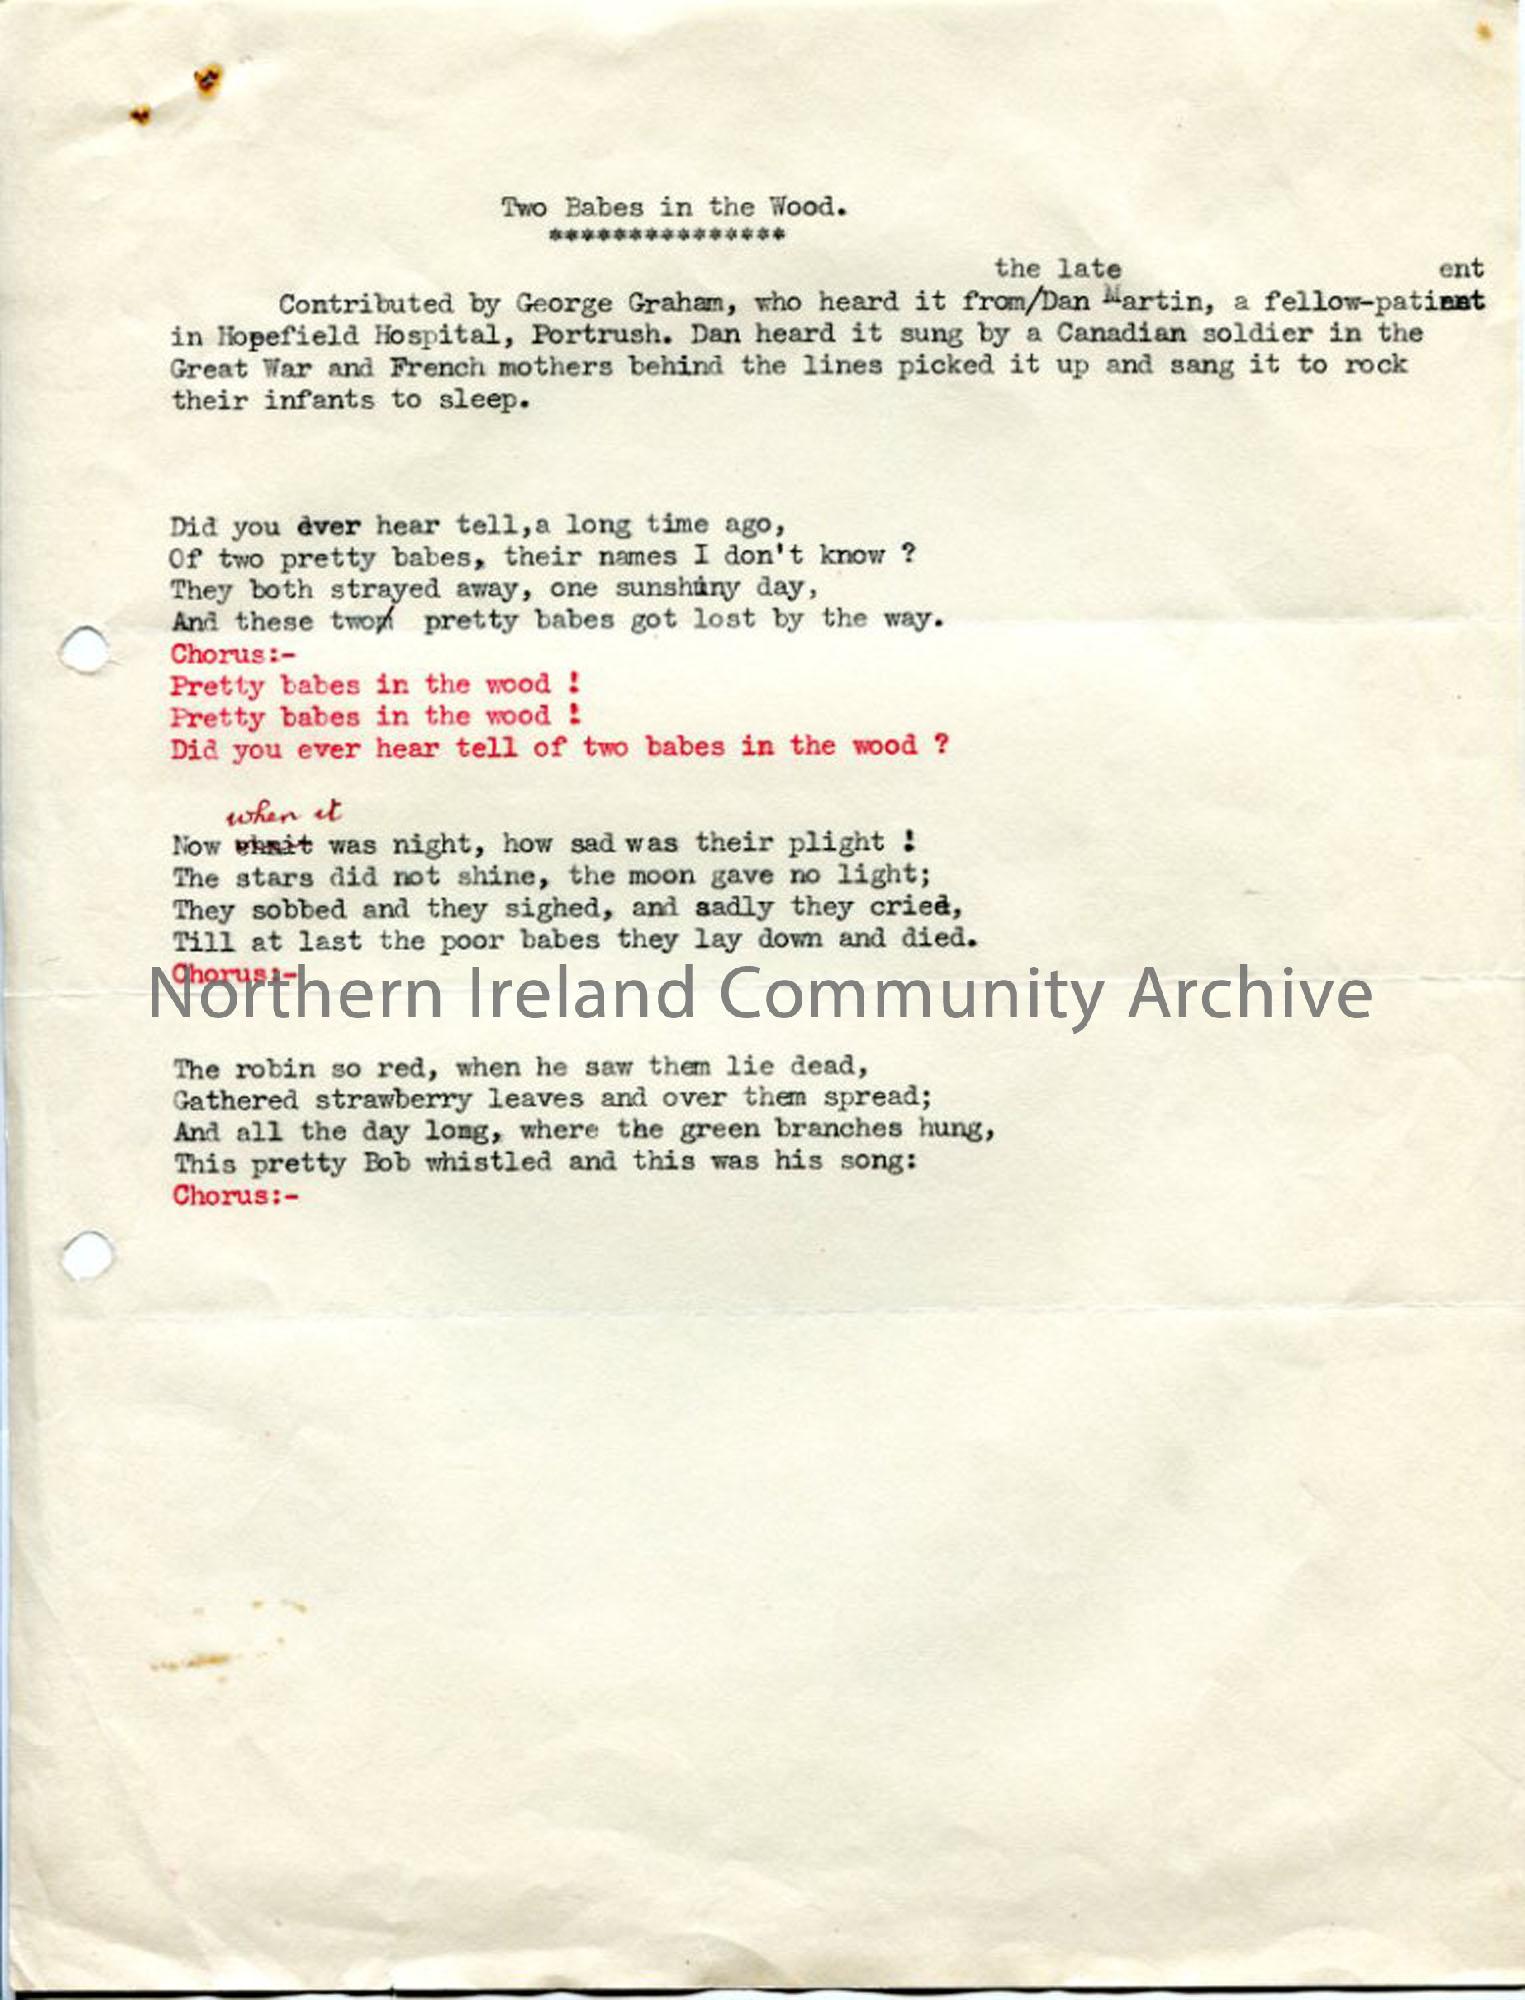 Two Babes in the Wood.
***************
the late ent
Contributed by George Graham, who heard it from/Dan Martin, a fellow-patient
in Hopefield Hospital, Portrush. Dan heard it sung by a Canadian soldier in the
Great War and French mothers behind the lines picked it up and sang it to rock
their infants to sleep.
Did you ever hear tell,a long time ago,
Of two pretty babes, their names I don't know ?
They both strayed away, one sunshiny day,
And these two pretty babes got lost by the way.
Chorus:-
Pretty babes in the wood !
Pretty babes in the wood !
Did you ever hear tell of two babes in the wood ?
when it
Now was night, how sad was their plight !
The stars did not shine, the moon gave no light;
They sobbed and they sighed, and sadly they cried,
Till at last the poor babes they lay down and died.
Chorus:-
Northern Ireland Community Archive
The robin so red, when he saw them lie dead,
Gathered strawberry leaves and over them spread;
And all the day long, where the green branches hung,
This pretty Bob whistled and this was his song:
Chorus:-